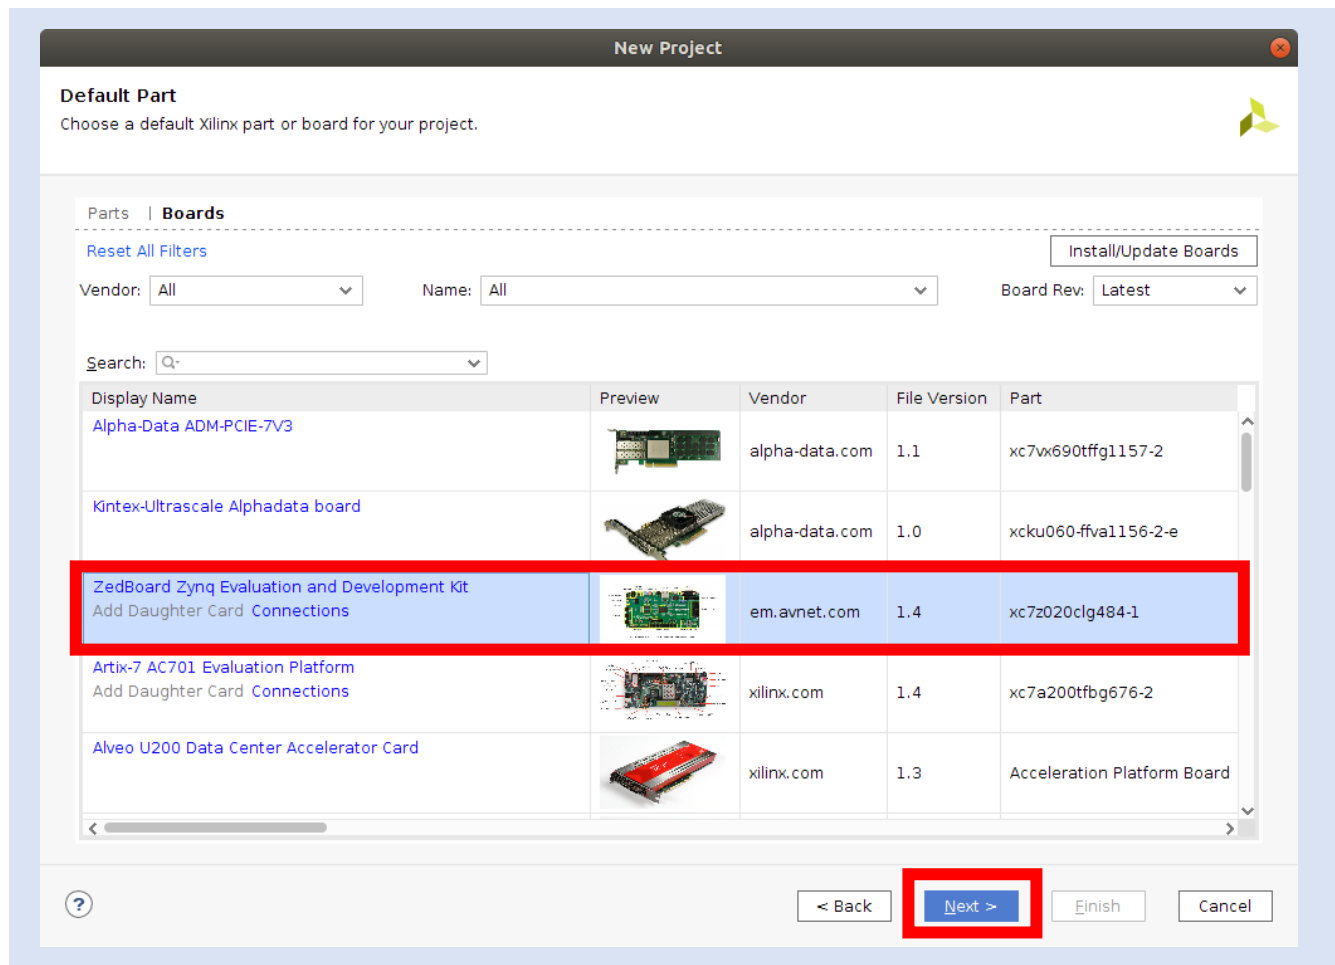 New Project
Default Part
Choose a default Xilinx part or board for your project.
Parts | Boards
Reset All Filters
Install/Update Boards
Vendor: All
Name: All
Board Rev: Latest
Search:
Display Name Preview Vendor File Version Part
Alpha-Data ADM-PCIE-7V3
alpha-data.com 1.1 xc7vx690tffg1157-2
Kintex-Ultrascale Alphadata board
alpha-data.com 1.0 xcku060-ffva1156-2-e
ZedBoard Zynq Evaluation and Development Kit
Add Daughter Card Connections
em.avnet.com 1.4 xc7z020clg484-1
Artix-7 AC701 Evaluation Platform
Add Daughter Card Connections
xilinx.com 1.4 xc7a200tfbg676-2
Alveo U200 Data Center Accelerator Card
xilinx.com 1.3 Acceleration Platform Board
? < Back Next > Finish Cancel